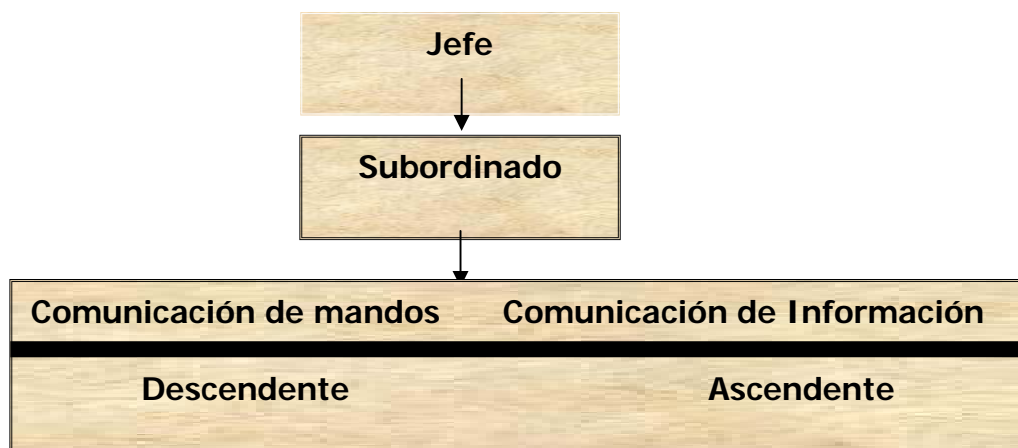 Jefe
Subordinado
Comunicación de mandos Comunicación de Información
Descendente Ascendente